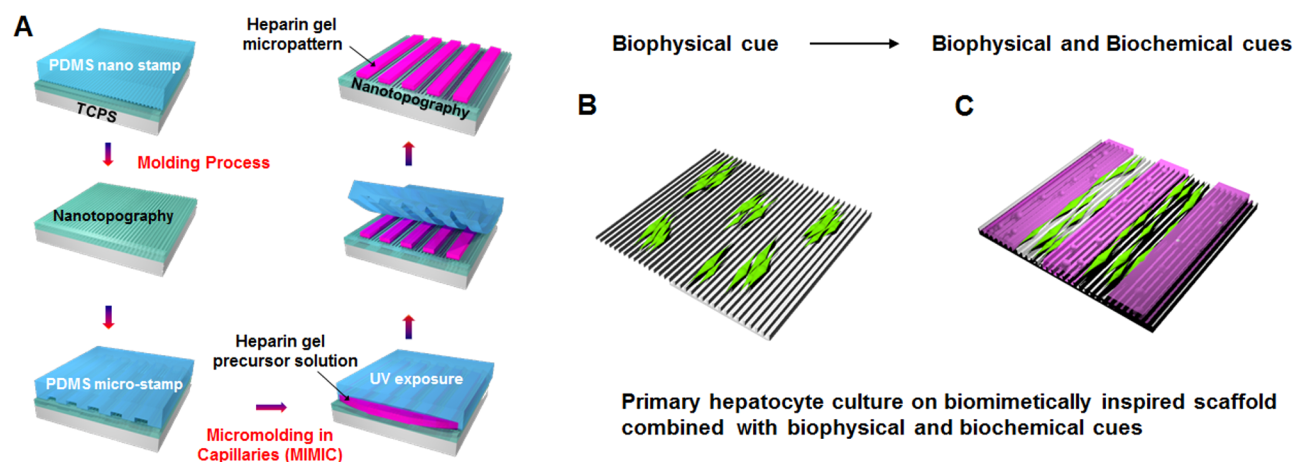 A
PDMS nano stamp
TCPS
Molding Process
Nanotopography
PDMS micro-stamp
Micromolding in
Capillaries (MIMIC)
Heparin gel
precursor solution
UV exposure
Heparin gel
micropattern
Nanotopography
Biophysical cue
Biophysical and Biochemical cues
B
C
Primary hepatocyte culture on biomimetically inspired scaffold
combined with biophysical and biochemical cues